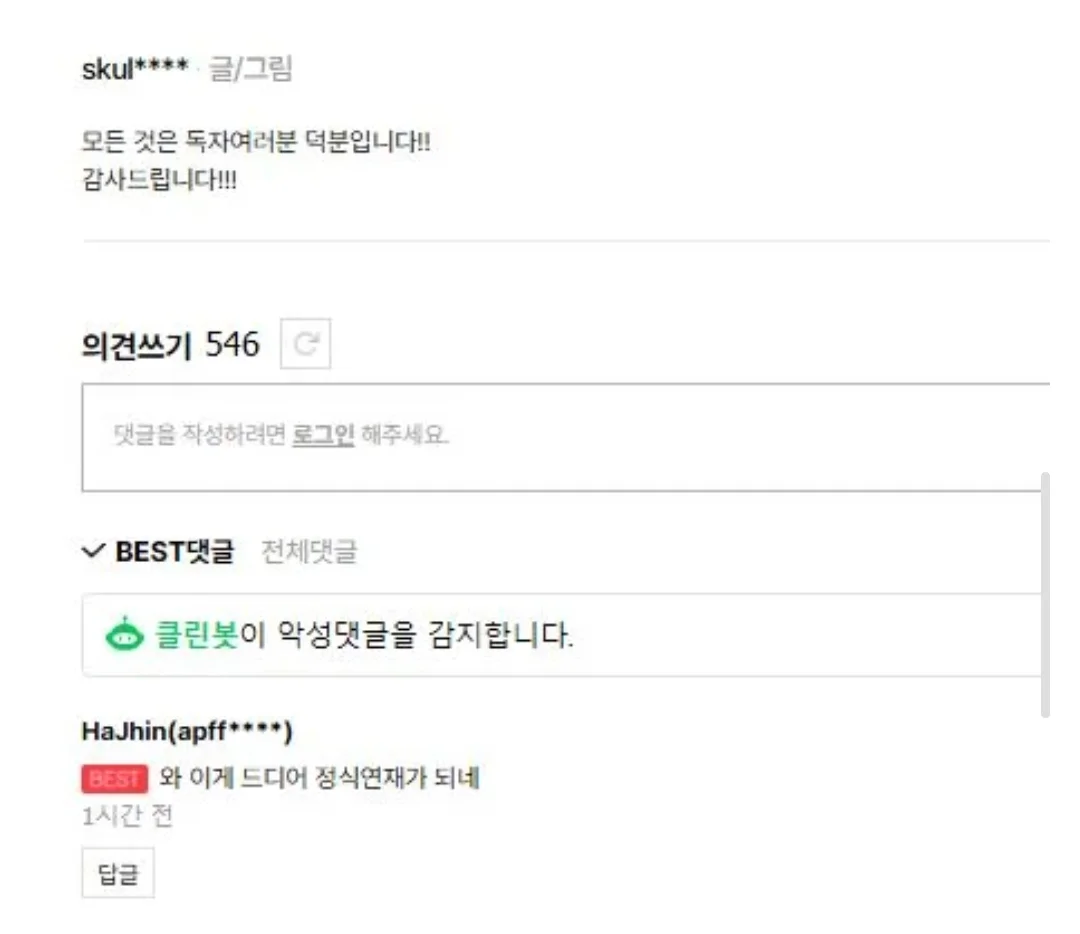 skul**** · 글/그림
모든 것은 독자여러분 덕분입니다!!
감사드립니다!!!
의견쓰기 546
댓글을 작성하려면 로그인 해주세요.
BEST댓글 전체댓글
클린봇이 악성댓글을 감지합니다.
HaJhin(apff****)
BEST 와 이게 드디어 정식연재가 되네
1시간 전
답글